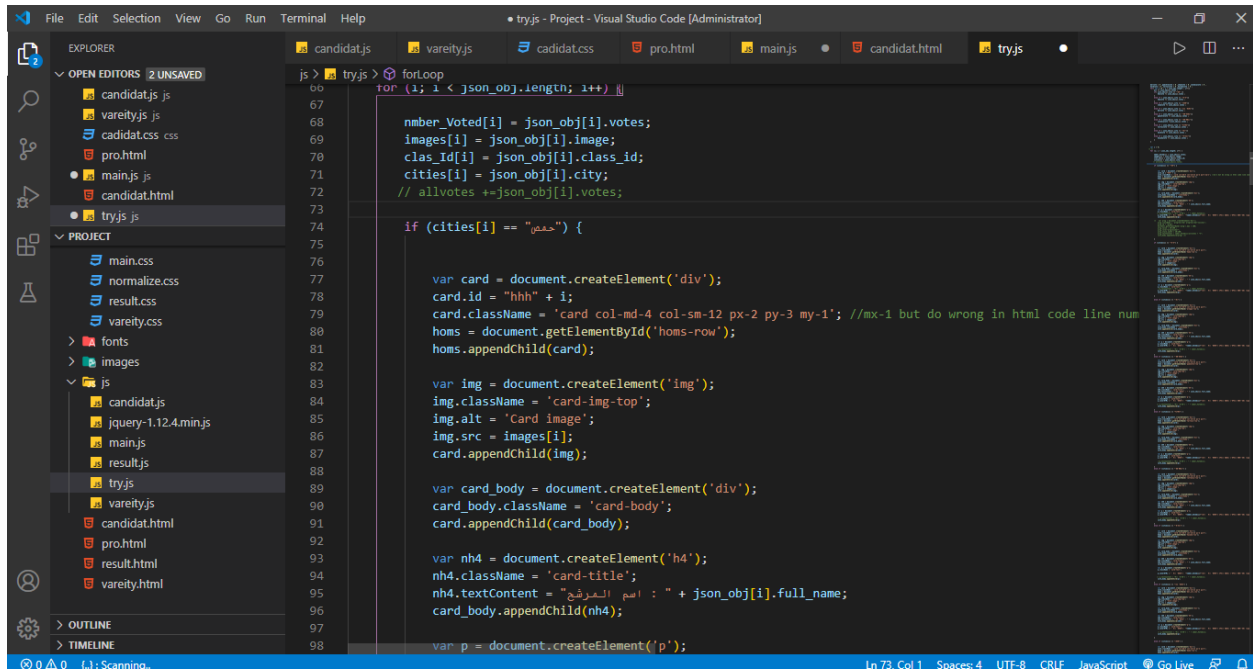 File Edit Selection View Go Run Terminal Help
● try.js - Project - Visual Studio Code [Administrator]
EXPLORER
OPEN EDITORS 2 UNSAVED
candidat.js js
vareity.js js
cadidat.css css
pro.html
main.js js
candidat.html
try.js js
PROJECT
main.css
normalize.css
result.css
vareity.css
fonts
images
js
candidat.js
jquery-1.12.4.min.js
main.js
result.js
try.js
vareity.js
candidat.html
pro.html
result.html
vareity.html
OUTLINE
TIMELINE
2
candidat.js vareity.js cadidat.css pro.html main.js candidat.html try.js
js > try.js > forLoop
66 for (i; i < json_obj.length; i++) {
67
68 nmber_Voted[i] = json_obj[i].votes;
69 images[i] = json_obj[i].image;
70 clas_Id[i] = json_obj[i].class_id;
71 cities[i] = json_obj[i].city;
72 // allvotes +=json_obj[i].votes;
73
74 if (cities[i] == "حمص") {
75
76
77 var card = document.createElement('div');
78 card.id = "hhh" + i;
79 card.className = 'card col-md-4 col-sm-12 px-2 py-3 my-1'; //mx-1 but do wrong in html code line num
80 homs = document.getElementById('homs-row');
81 homs.appendChild(card);
82
83 var img = document.createElement('img');
84 img.className = 'card-img-top';
85 img.alt = 'Card image';
86 img.src = images[i];
87 card.appendChild(img);
88
89 var card_body = document.createElement('div');
90 card_body.className = 'card-body';
91 card.appendChild(card_body);
92
93 var nh4 = document.createElement('h4');
94 nh4.className = 'card-title';
95 nh4.textContent = "اسم المرشح : " + json_obj[i].full_name;
96 card_body.appendChild(nh4);
97
98 var p = document.createElement('p');
0 0 {..} : Scanning.. Ln 73, Col 1 Spaces: 4 UTF-8 CRLF JavaScript Go Live